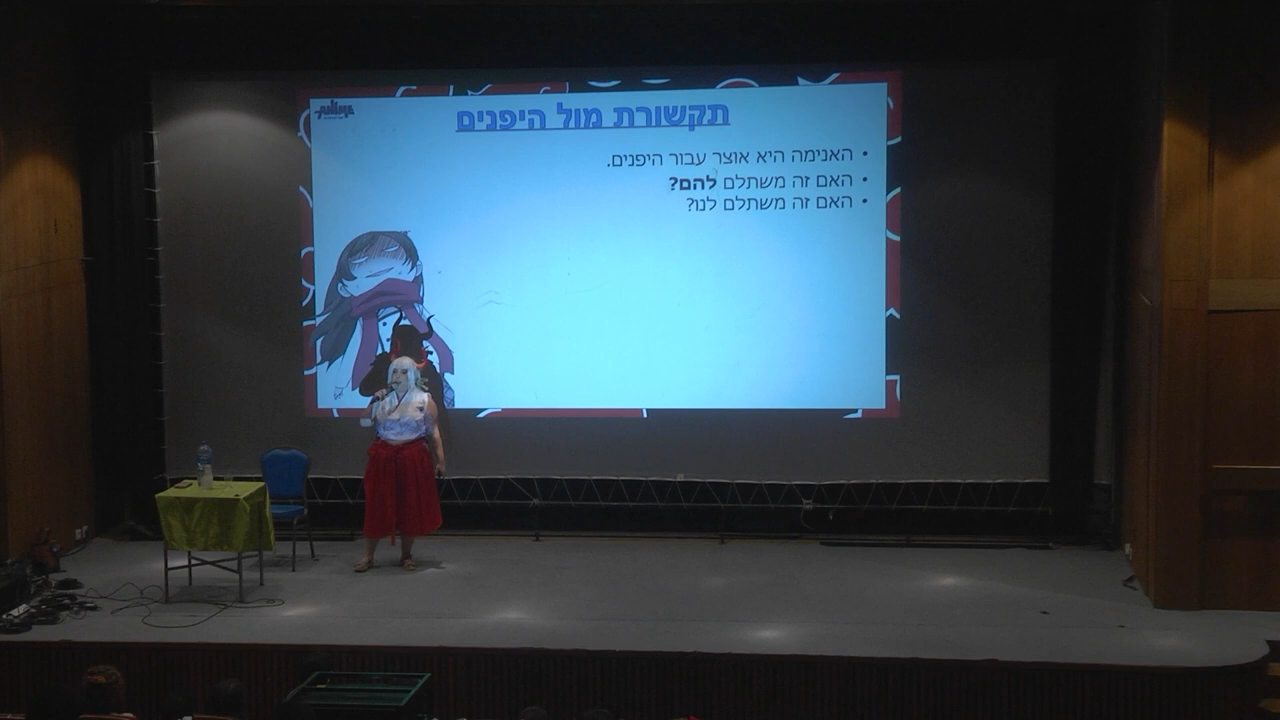 תקשורת מול היפנים
האנימה היא אוצר עבור היפנים.
האם זה משתלם להם?
האם זה משתלם לנו?